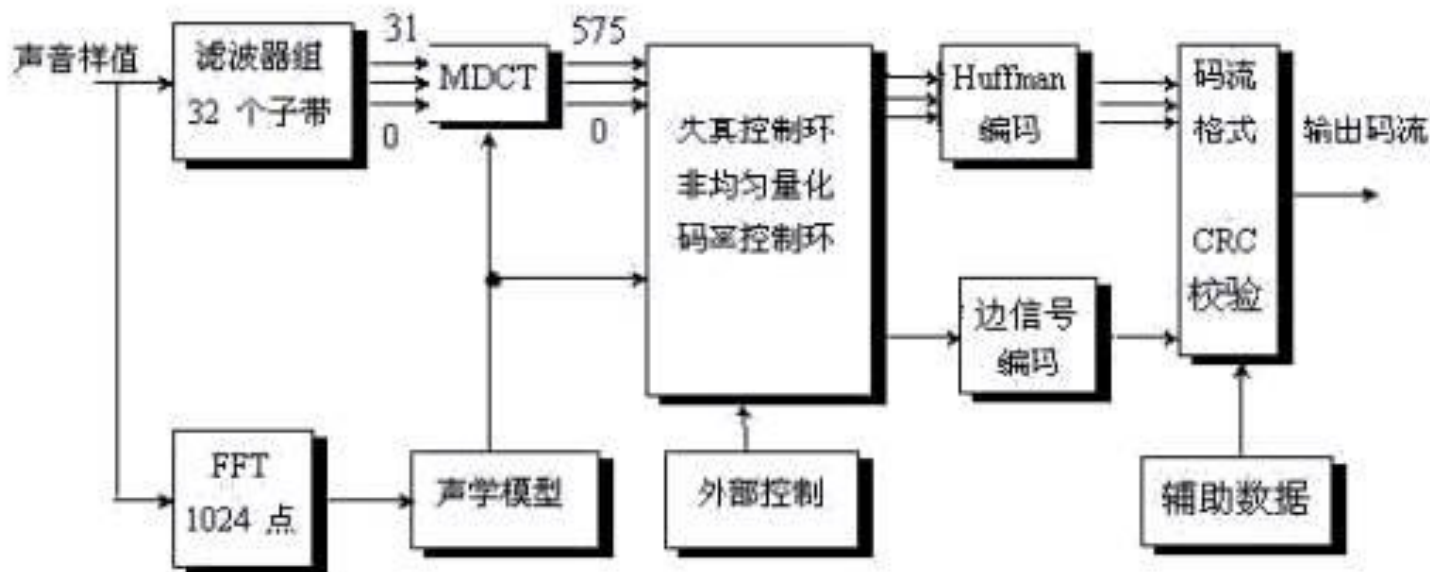 声音样值
滤波器组
32 个子带
31
0
MDCT
575
0
失真控制环
非均匀量化
控制环
Huffman
编码
边信号
编码
码流
格式
CRC
校验
输出码流
FFT
1024 点
声学模型
外部控制
辅助数据